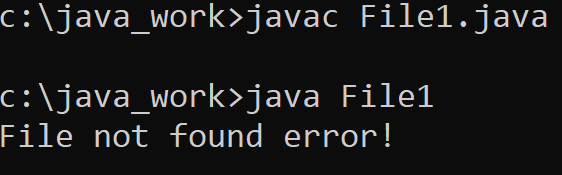 c:\java_work>javac File1.java
c:\java_work>java File1
File not found error!